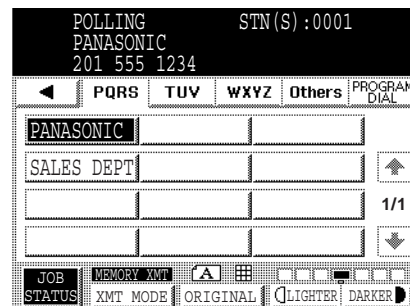 POLLING STN(S):0001
PANASONIC
201 555 1234
PQRS TUV WXYZ Others PROGRAM DIAL
PANASONIC
SALES DEPT
1/1
JOB STATUS
MEMORY XMT A
XMT MODE ORIGINAL LIGHTER DARKER